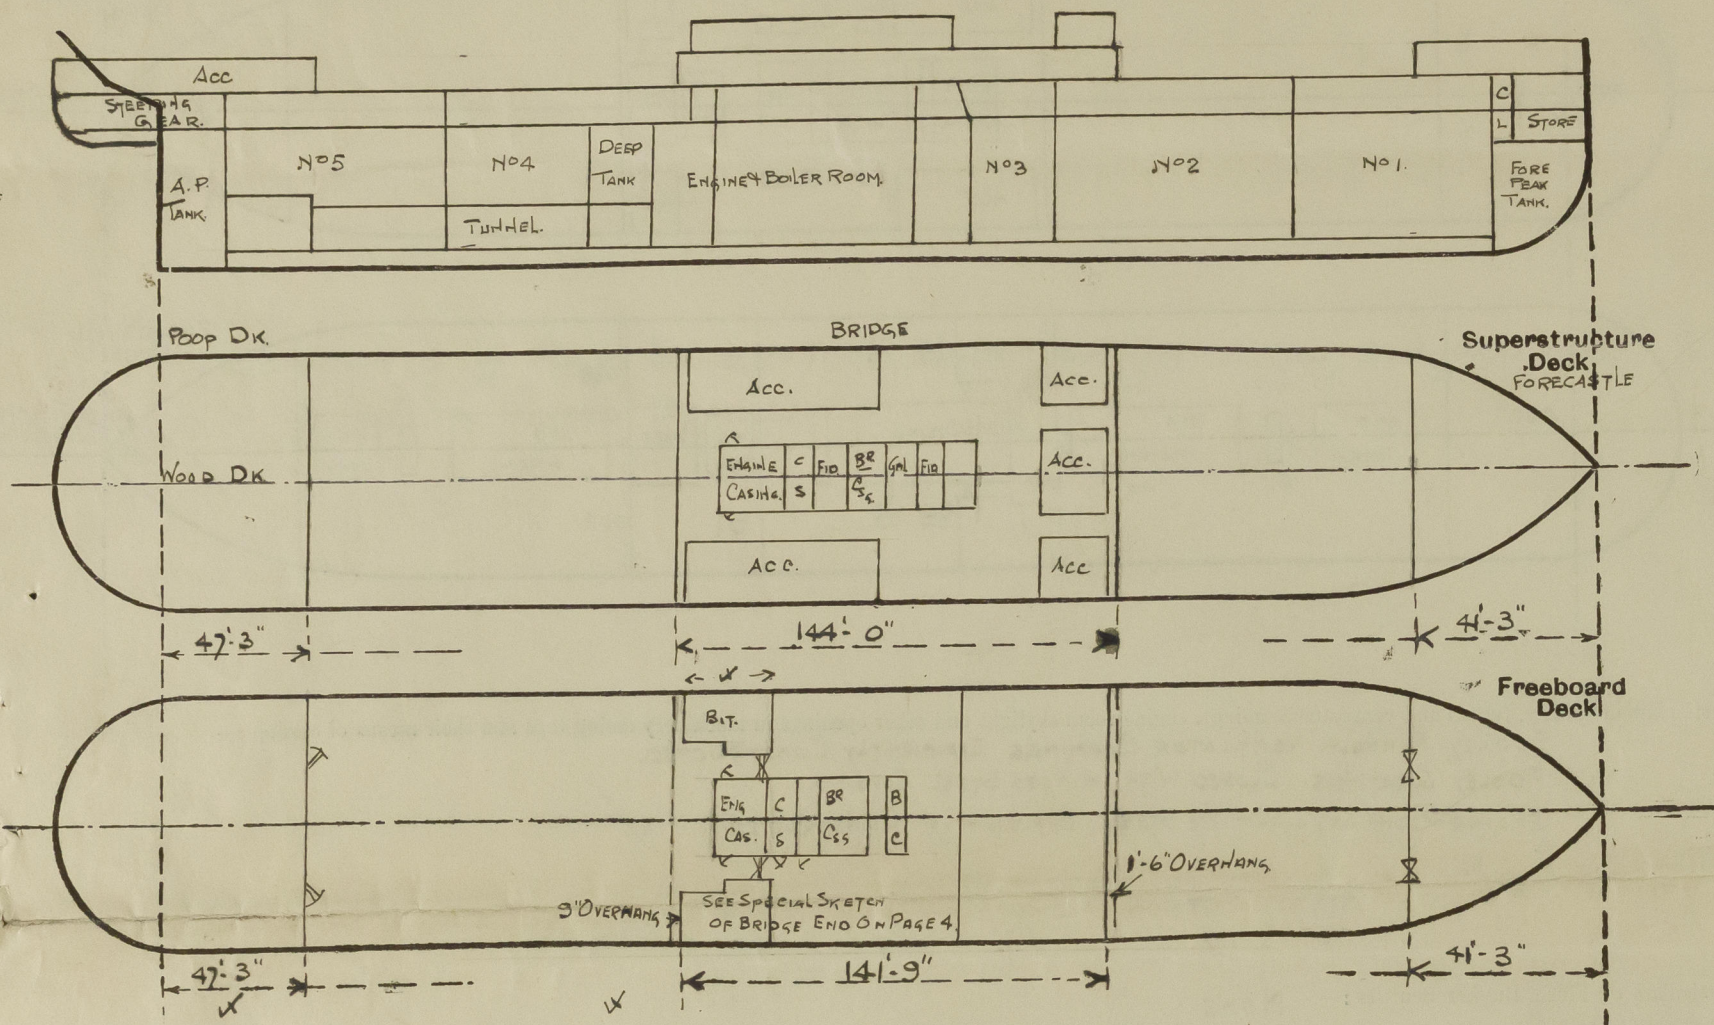 Acc
STEERING
GEAR.
A.P.
TANK.
No5
No4
DEEP
TANK
TUNNEL.
ENGINE & BOILER ROOM.
No3
No2
No1.
C
L
STORE
FORE
PEAK
TANK.
POOP DK.
BRIDGE
Superstructure
Deck
FORECASTLE
WOOD DK.
Acc.
Acc.
ENGINE
CASING.
C
S
FID
BR
CSG.
GAL
FID
Acc.
Acc.
Acc
47'-3"
144'-0"
41'-3"
Freeboard
Deck
BIT.
ENG
CAS.
C
S
BR
CSG
B
C
1'-6" OVERHANG
9" OVERHANG
SEE SPECIAL SKETCH
OF BRIDGE END ON PAGE 4.
47'-3"
141'-9"
41'-3"